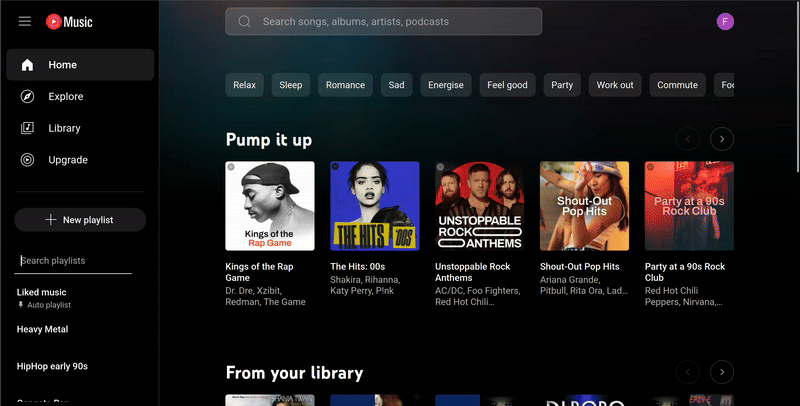 Music
Search songs, albums, artists, podcasts
F
Home
Explore
Library
Upgrade
New playlist
Search playlists
Liked music
Auto playlist
Heavy Metal
HipHop early 90s
Relax
Sleep
Romance
Sad
Energise
Feel good
Party
Work out
Commute
Pump it up
Kings of the
Rap Game
THE HITS '00S
UNSTOPPABLE
ROCK
ANTHEMS
Shout-Out
Pop Hits
Party at a 90s
Rock Club
Kings of the Rap
Game
Dr. Dre, Xzibit,
Redman, The Game
The Hits: 00s
Shakira, Rihanna,
Katy Perry, P!nk
Unstoppable Rock
Anthems
AC/DC, Foo Fighters,
Red Hot Chili…
Shout-Out Pop Hits
Ariana Grande,
Pitbull, Rita Ora, Lad…
Party at a 90s Rock
Club
Red Hot Chili
Peppers, Nirvana,…
From your library
SHANIA TWAIN
DJ BOBO